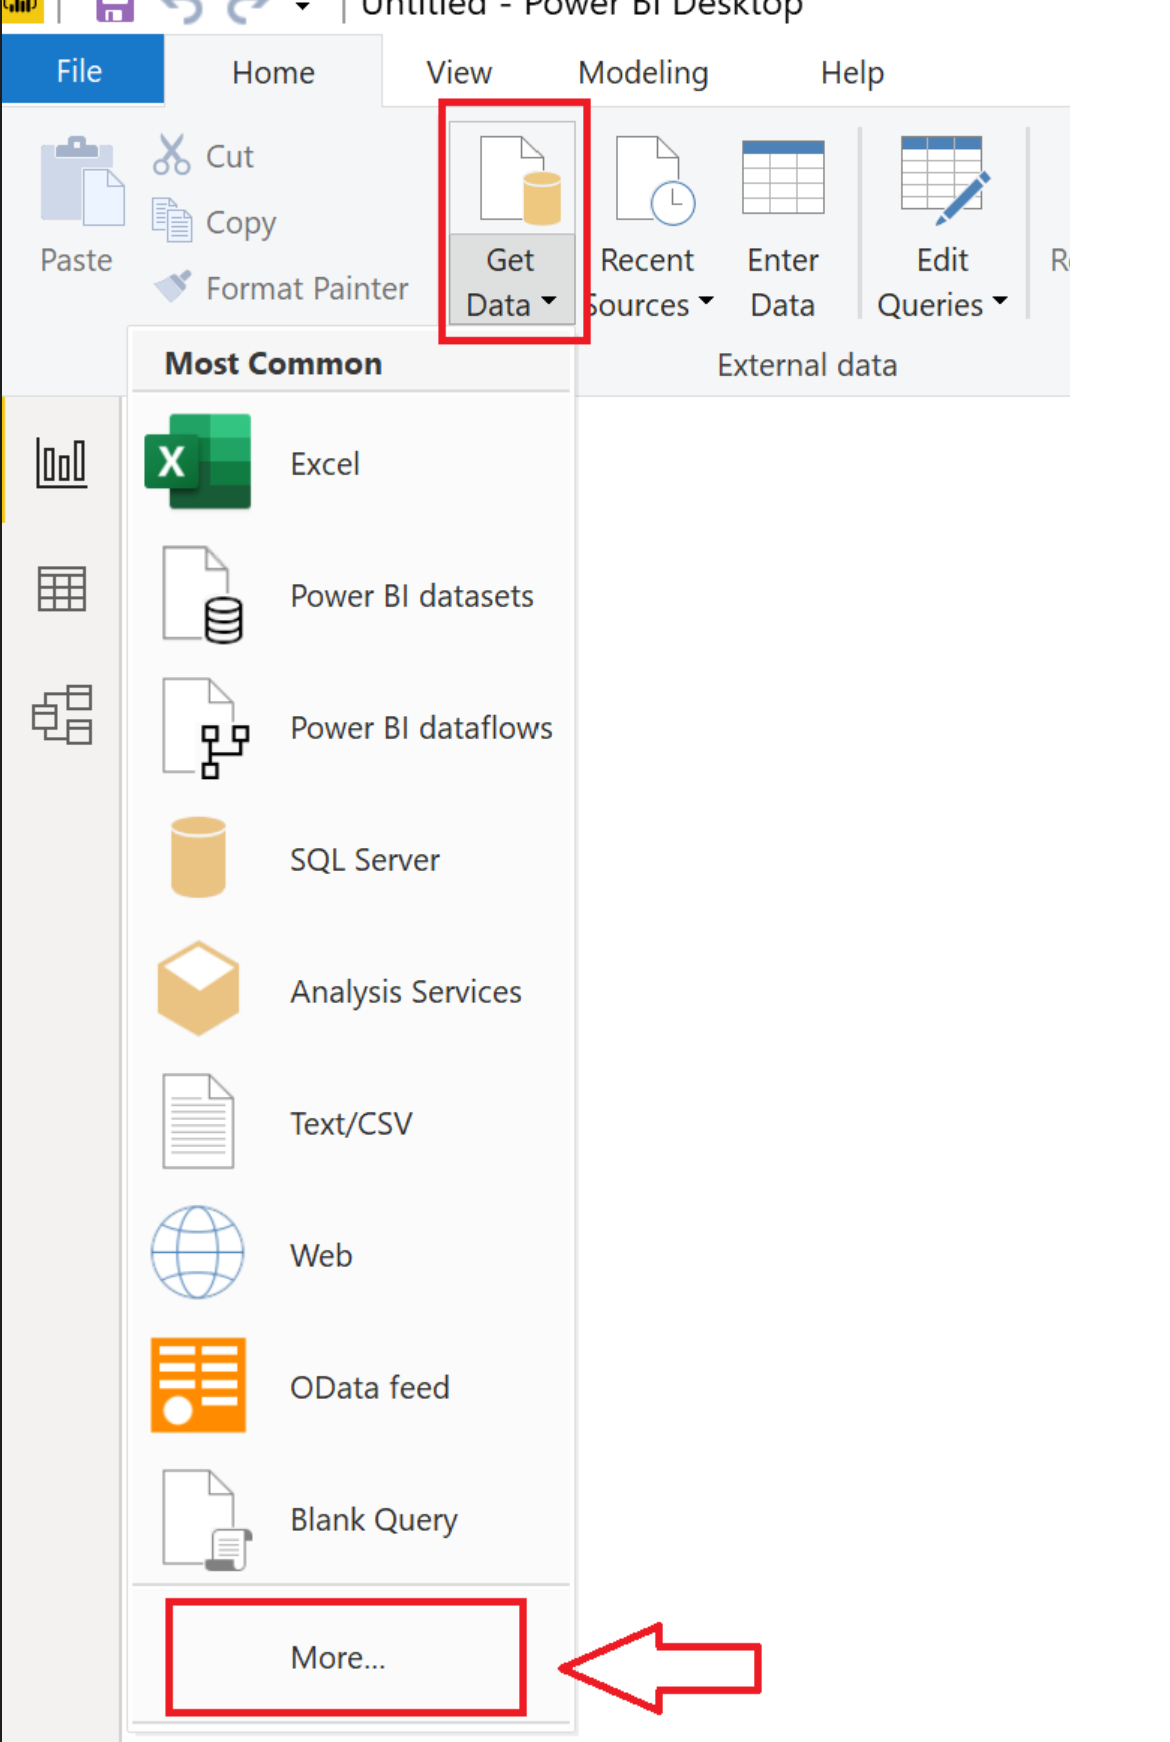 Untitled - Power BI Desktop
File Home View Modeling Help
Paste
Cut
Copy
Format Painter
Get Data
Recent Sources
Enter Data
Edit Queries
External data
Most Common
X
Excel
Power BI datasets
Power BI dataflows
SQL Server
Analysis Services
Text/CSV
Web
OData feed
Blank Query
More...